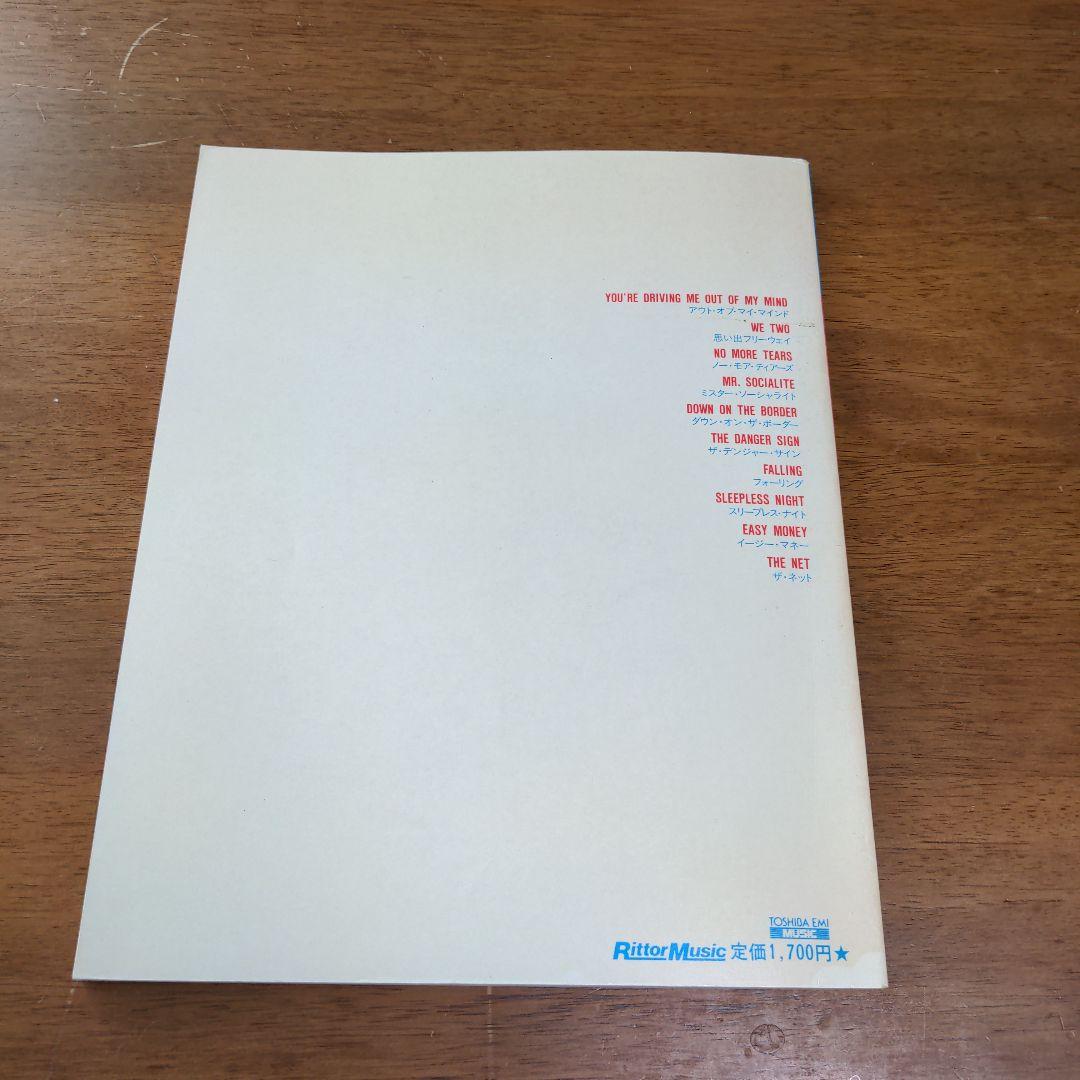 YOU'RE DRIVING ME OUT OF MY MIND
アウト・オブ・マイ・マインド
WE TWO
思い出フリーウェイ
NO MORE TEARS
ノー・モア・ティアーズ
MR. SOCIALITE
ミスター・ソーシャライト
DOWN ON THE BORDER
ダウン・オン・ザ・ボーダー
THE DANGER SIGN
ザ・デンジャー・サイン
FALLING
フォーリング
SLEEPLESS NIGHT
スリープレス・ナイト
EASY MONEY
イージー・マネー
THE NET
ザ・ネット
TOSHIBA EMI
MUSIC
RittorMusic 定価1,700円★